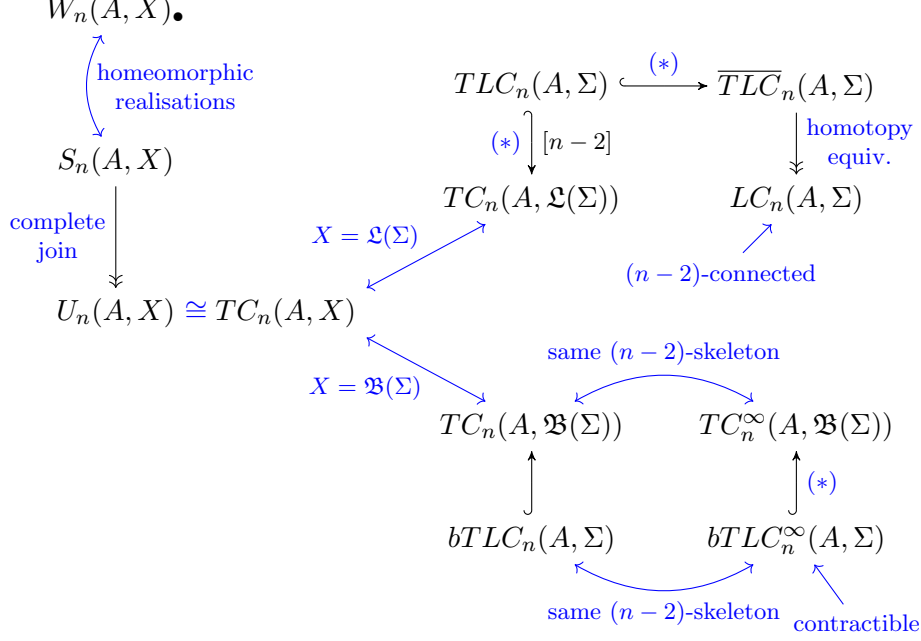 W_n(A, X)_•
homeomorphic
realisations
S_n(A, X)
complete
join
U_n(A, X) ≅ TC_n(A, X)
TLC_n(A, Σ)
(∗)
\overline{TLC}_n(A, Σ)
(∗)
[n − 2]
homotopy
equiv.
TC_n(A, 𝔏(Σ))
LC_n(A, Σ)
X = 𝔏(Σ)
(n − 2)-connected
X = 𝔅(Σ)
same (n − 2)-skeleton
TC_n(A, 𝔅(Σ))
TC_n^∞(A, 𝔅(Σ))
(∗)
bTLC_n(A, Σ)
bTLC_n^∞(A, Σ)
same (n − 2)-skeleton
contractible